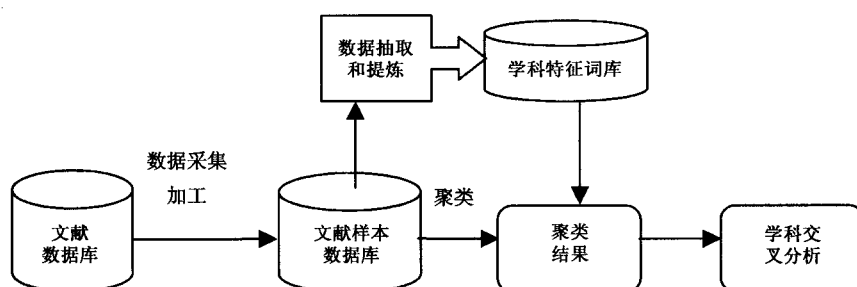 数据抽取
和提炼
学科特征词库
数据采集
加工
聚类
文献
数据库
文献样本
数据库
聚类
结果
学科交
叉分析